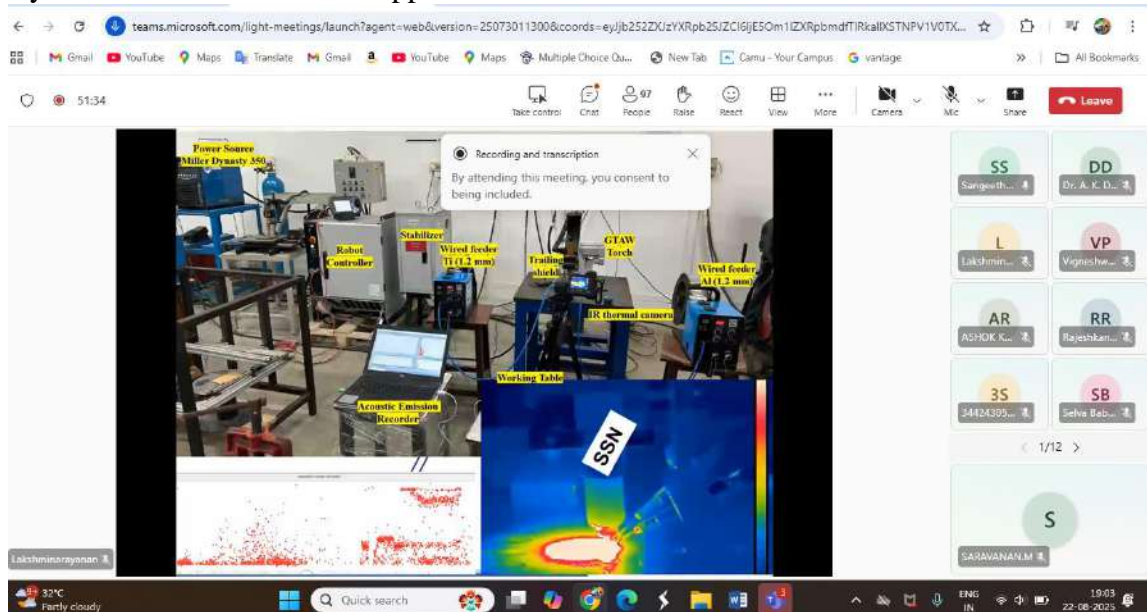 teams.microsoft.com/light-meetings/launch?agent=web&version=25073011300&coords=
Gmail YouTube Maps Translate Gmail YouTube Maps Multiple Choice Qu... New Tab Camu - Your Campus vantage » All Bookmarks
51:34
Take control Chat 97 People Raise React View More Camera Mic Share Leave
Recording and transcription
By attending this meeting, you consent to
being included.
Power Source
Miller Dynasty 350
Robot
Controller
Stabilizer
Wired feeder
Ti (1.2 mm)
Trailing
shield
GTAW
Torch
Wired feeder
Al (1.2 mm)
IR thermal camera
Working Table
Acoustic Emission
Recorder
SSN
SS
Sangeeth...
DD
Dr. A. K. D...
L
Lakshmin...
VP
Vigneshw...
AR
ASHOK K...
RR
Rajeshkan...
3S
34424305...
SB
Selva Bab...
1/12
S
SARAVANAN.M
Lakshminarayanan
32°C
Partly cloudy
Quick search
ENG
IN
19:03
22-08-2025